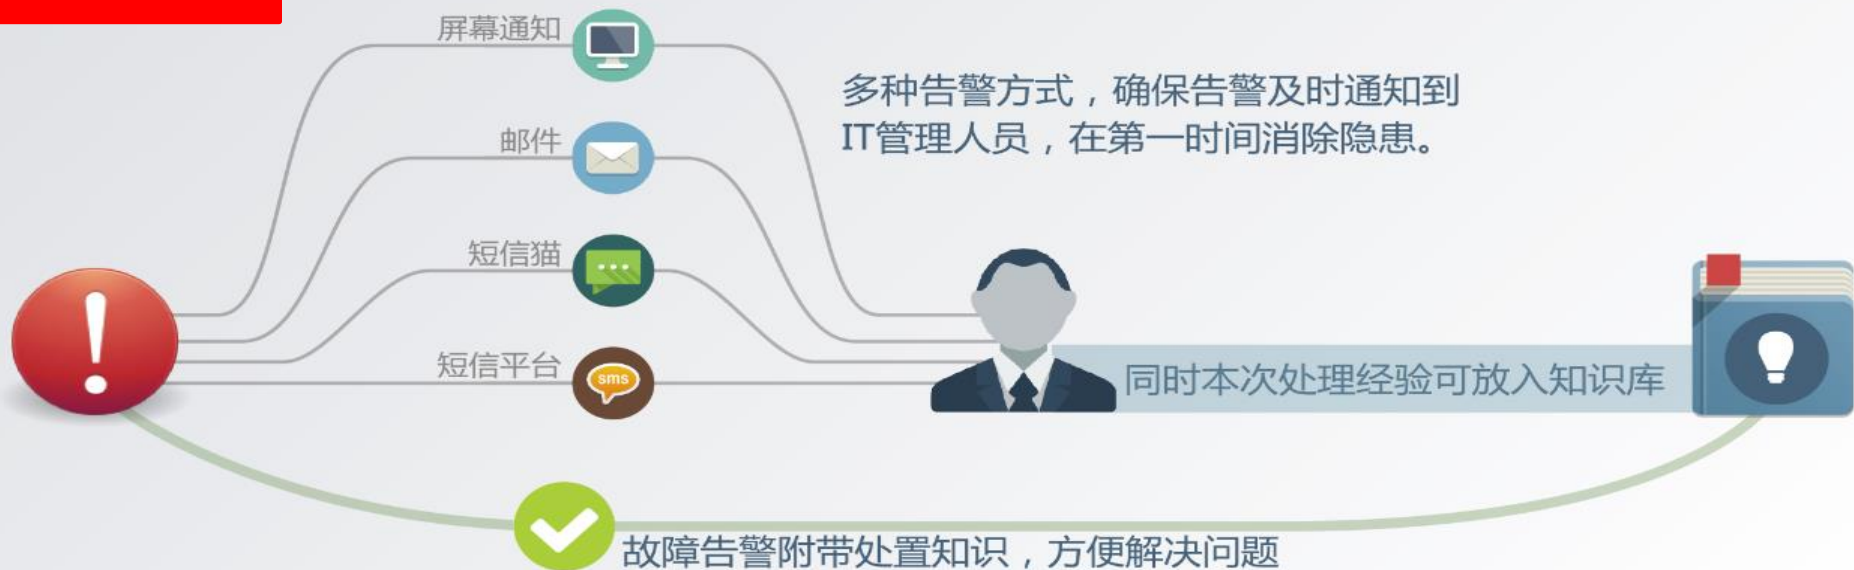 屏幕通知
多种告警方式，确保告警及时通知到
IT管理人员，在第一时间消除隐患。
邮件
短信猫
短信平台
sms
同时本次处理经验可放入知识库
故障告警附带处置知识，方便解决问题